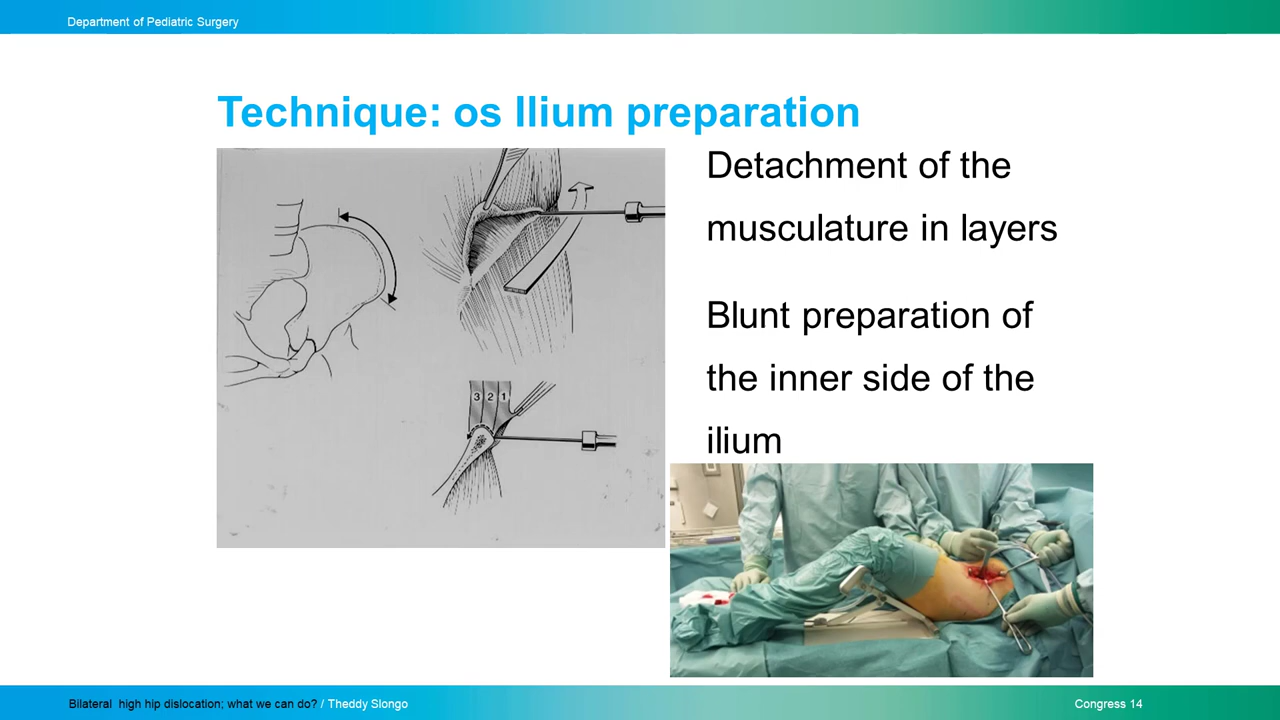 Department of Pediatric Surgery
Technique: os Ilium preparation
Detachment of the
musculature in layers
Blunt preparation of
the inner side of the
ilium
3 2 1
Bilateral high hip dislocation; what we can do? / Theddy Slongo
Congress 14